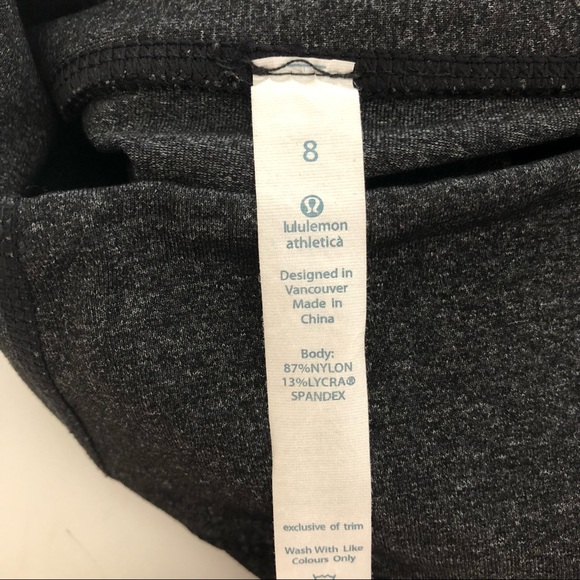 8
lululemon
athleticà
Designed in
Vancouver
Made in
China
Body:
87%NYLON
13%LYCRA®
SPANDEX
exclusive of trim
Wash With Like
Colours Only